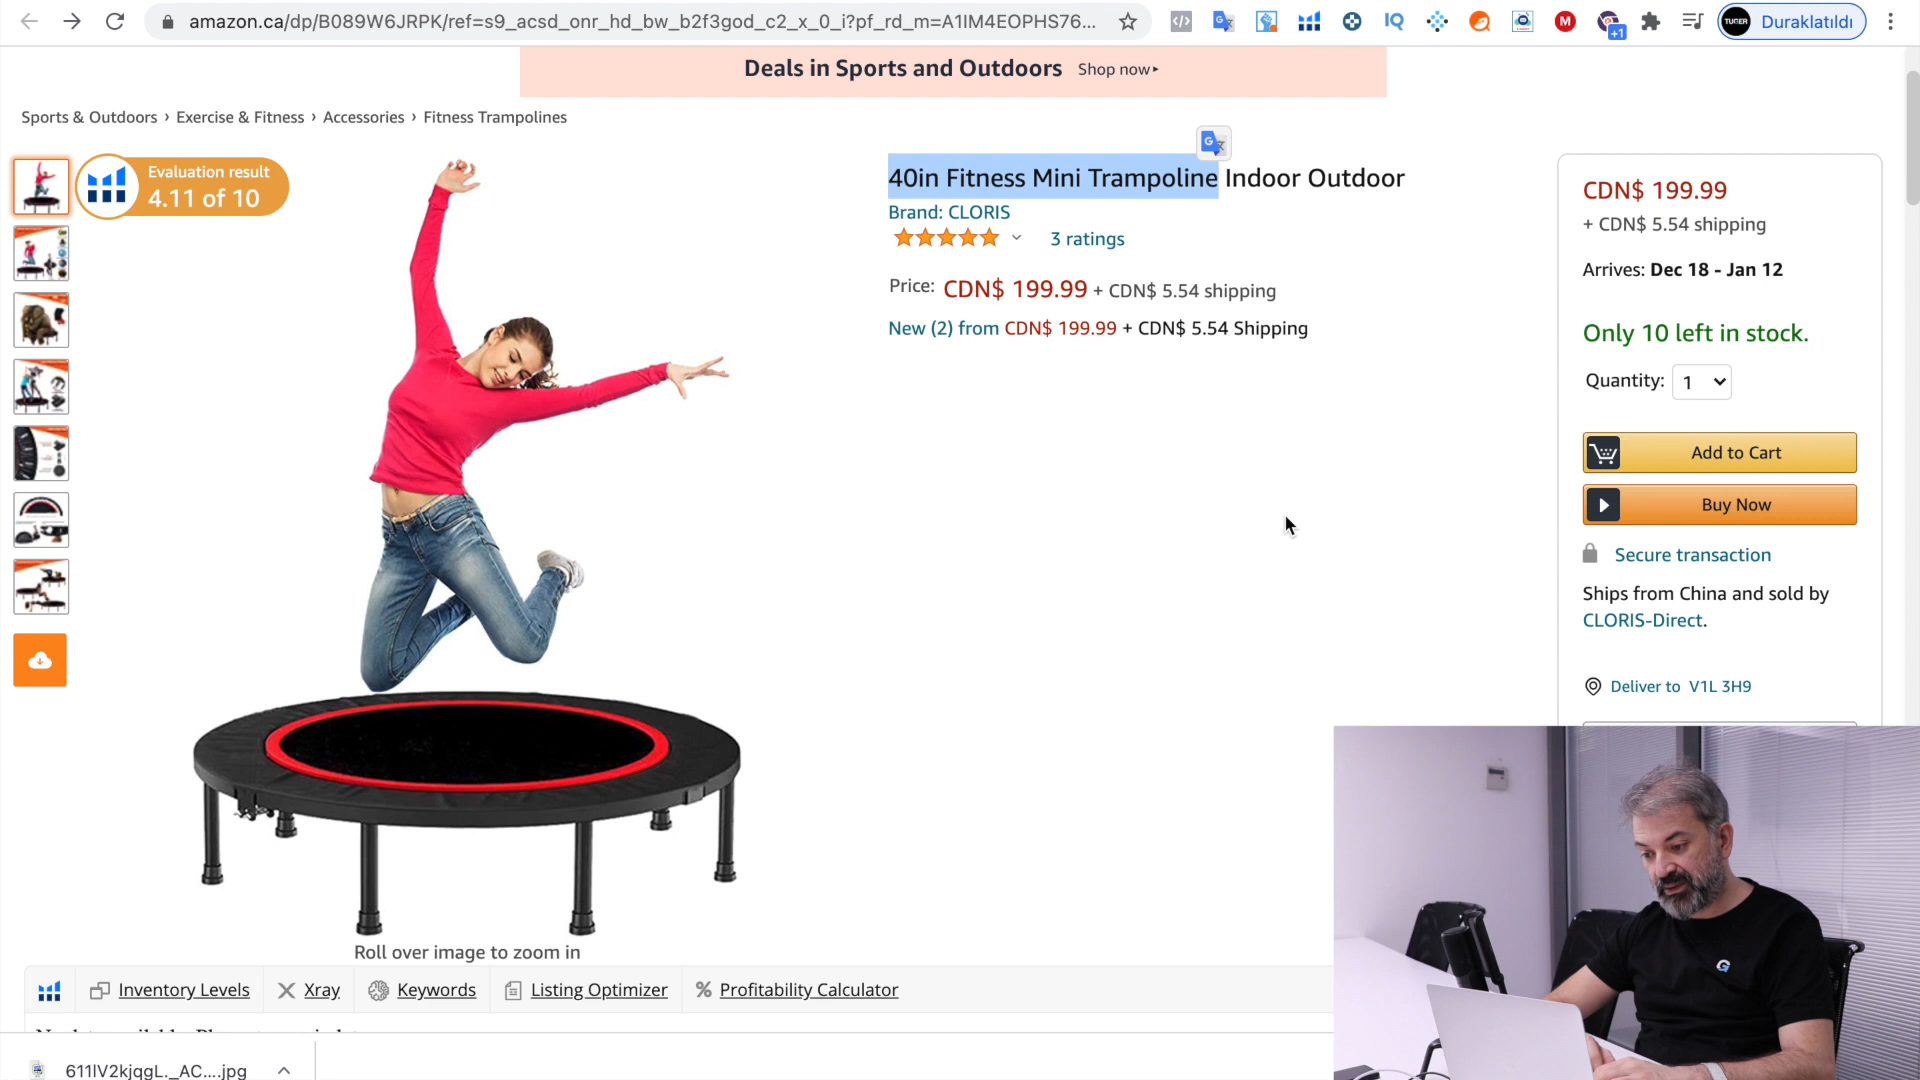 amazon.ca/dp/B089W6JRPK/ref=s9_acsd_onr_hd_bw_b2f3god_c2_x_0_i?pf_rd_m=A1IM4EOPHS76...
IQ
M
+1
TUNER
Duraklatıldı
Deals in Sports and Outdoors Shop now
Sports & Outdoors › Exercise & Fitness › Accessories › Fitness Trampolines
Evaluation result
4.11 of 10
40in Fitness Mini Trampoline Indoor Outdoor
Brand: CLORIS
3 ratings
Price: CDN$ 199.99 + CDN$ 5.54 shipping
New (2) from CDN$ 199.99 + CDN$ 5.54 Shipping
CDN$ 199.99
+ CDN$ 5.54 shipping
Arrives: Dec 18 - Jan 12
Only 10 left in stock.
Quantity: 1
Add to Cart
Buy Now
Secure transaction
Ships from China and sold by
CLORIS-Direct.
Deliver to V1L 3H9
Roll over image to zoom in
Inventory Levels
Xray
Keywords
Listing Optimizer
% Profitability Calculator
G